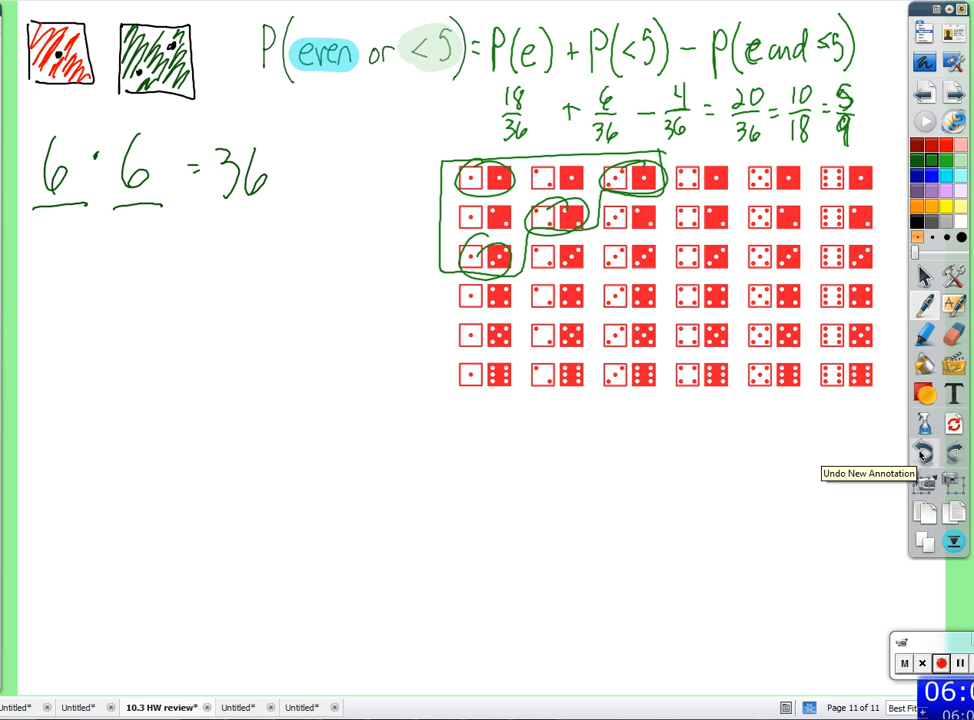 P(even or <5) = P(e) + P(<5) - P(e and ≤5)
18/36 + 6/36 - 4/36 = 20/36 = 10/18 = 5/9
6 · 6 = 36
Undo New Annotation
M
06:0
Untitled* Untitled* 10.3 HW review* Untitled* Untitled* Page 11 of 11 Best Fit
06:0